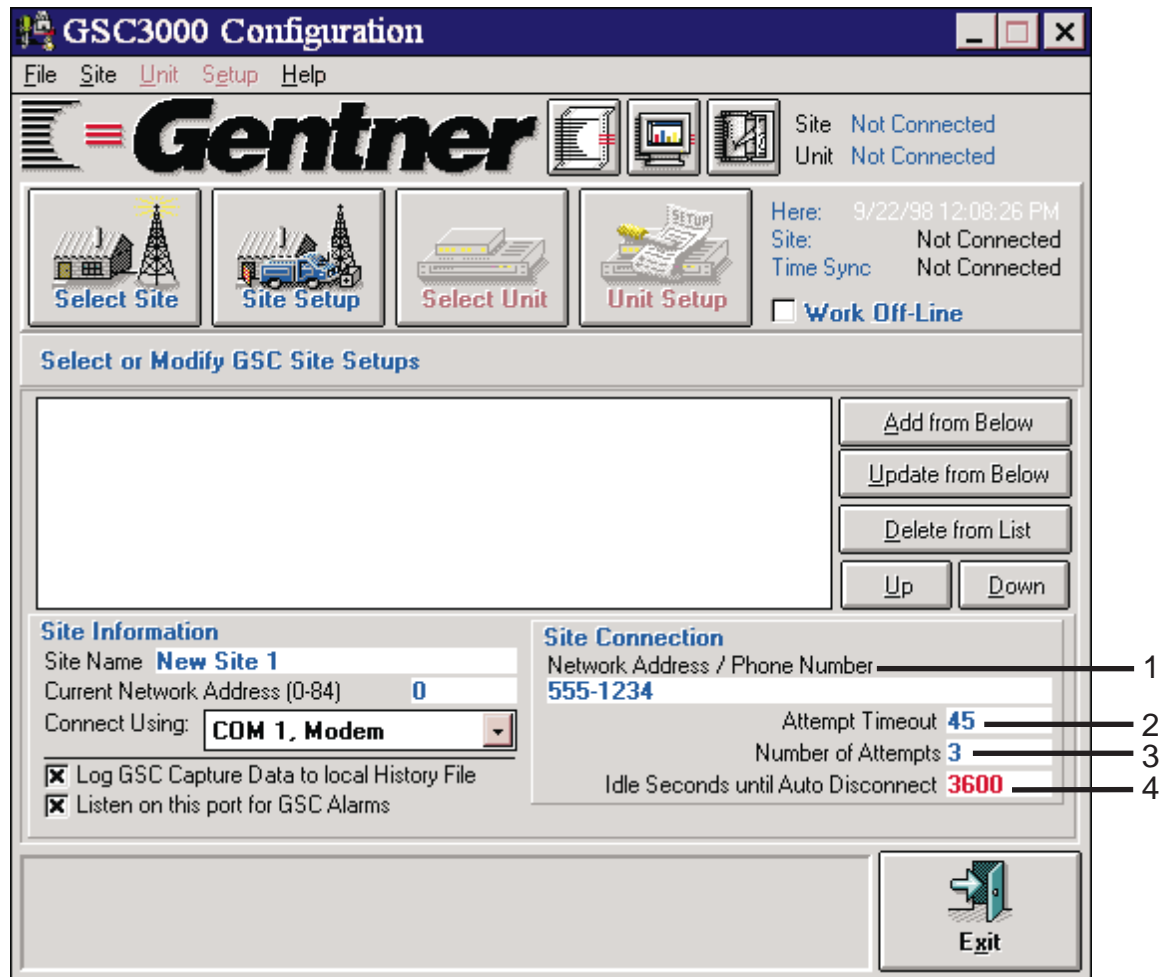 GSC3000 Configuration
File Site Unit Setup Help
Gentner
Site Not Connected
Unit Not Connected
Select Site
Site Setup
Select Unit
SETUP
Unit Setup
Here: 9/22/98 12:08:26 PM
Site: Not Connected
Time Sync Not Connected
Work Off-Line
Select or Modify GSC Site Setups
Add from Below
Update from Below
Delete from List
Up Down
Site Information
Site Name New Site 1
Current Network Address (0-84) 0
Connect Using: COM 1, Modem
Log GSC Capture Data to local History File
Listen on this port for GSC Alarms
Site Connection
Network Address / Phone Number 1
555-1234
Attempt Timeout 45 2
Number of Attempts 3 3
Idle Seconds until Auto Disconnect 3600 4
Exit